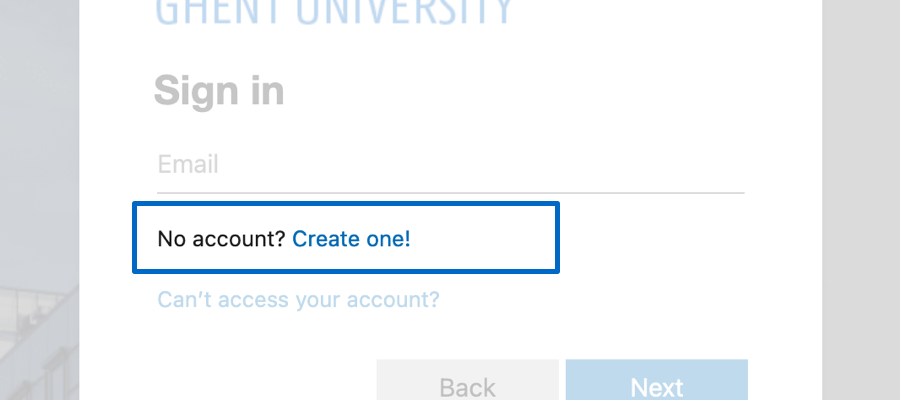 GHENT UNIVERSITY
Sign in
Email
No account? Create one!
Can't access your account?
Back Next